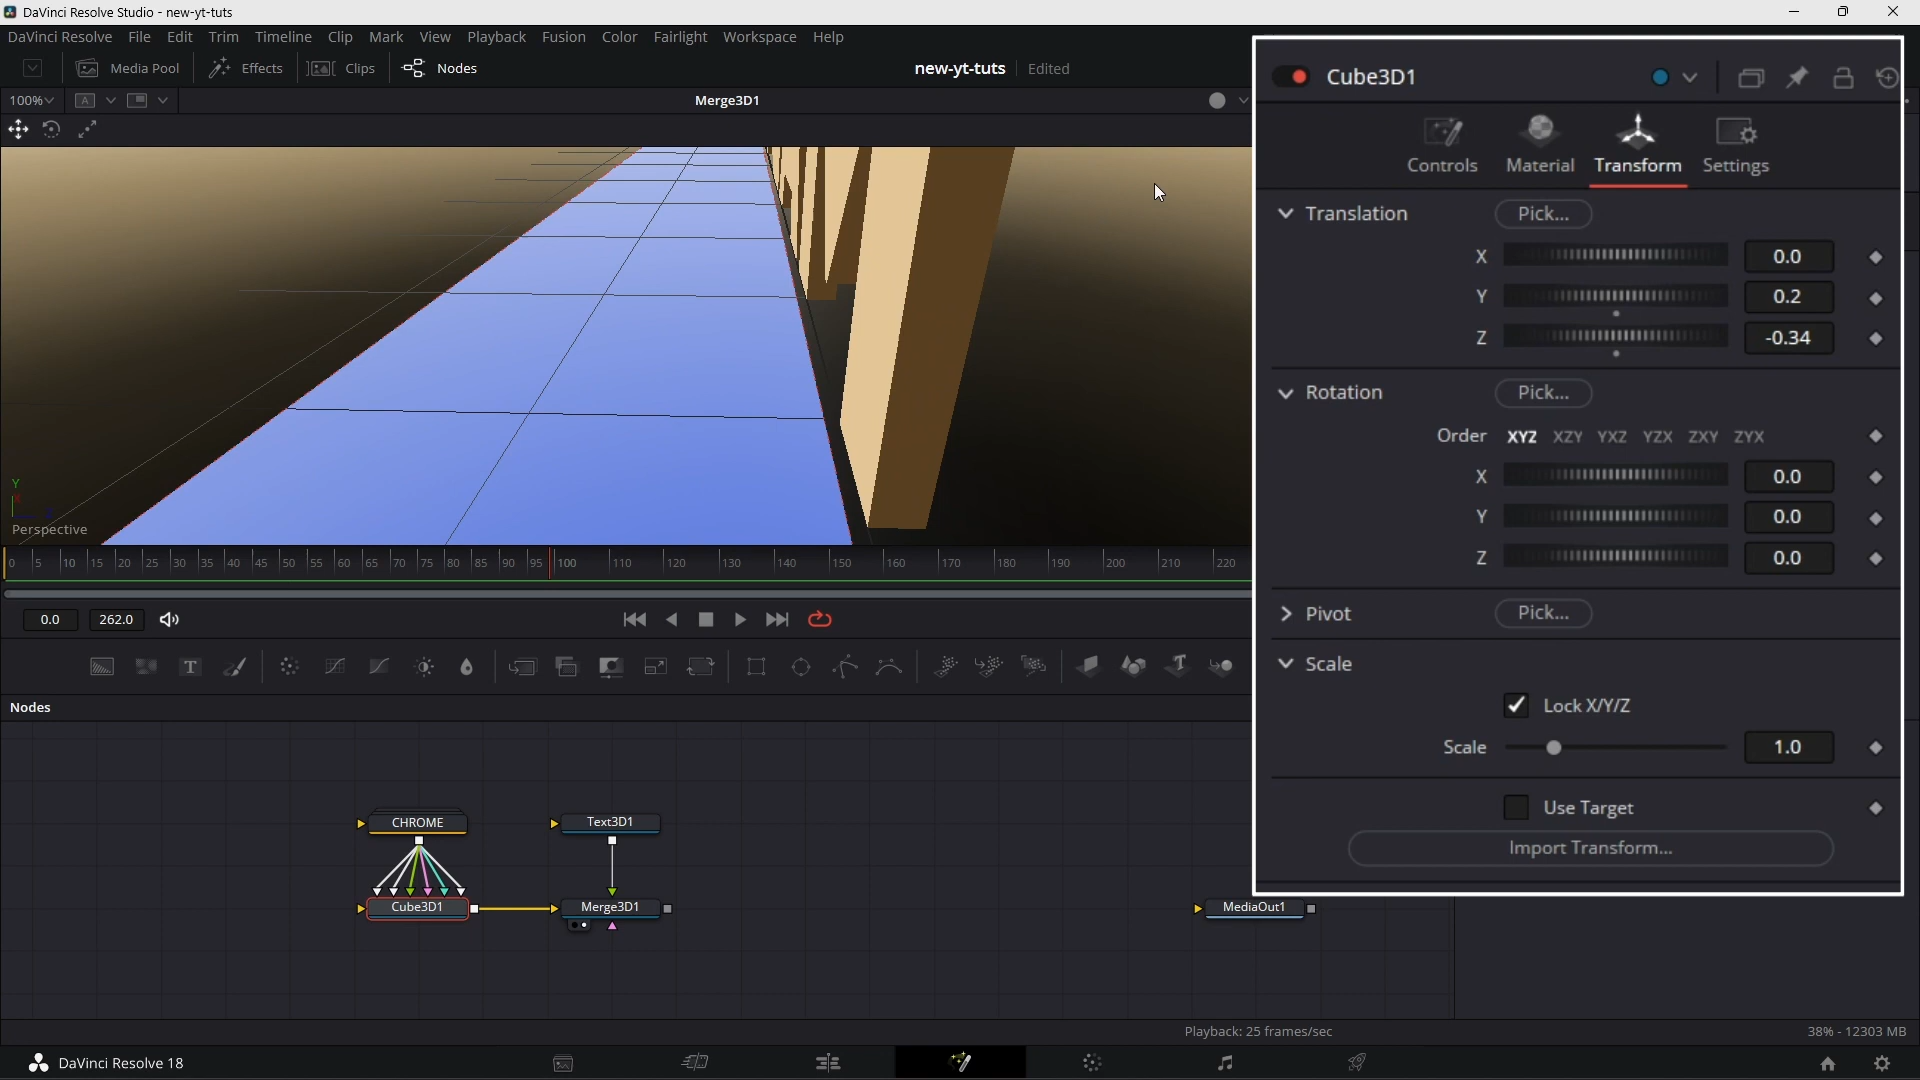 DaVinci Resolve Studio - new-yt-tuts
DaVinci Resolve File Edit Trim Timeline Clip Mark View Playback Fusion Color Fairlight Workspace Help
Media Pool Effects Clips Nodes new-yt-tuts Edited
100% A Merge3D1
Y
X
Perspective
0 5 10 15 20 25 30 35 40 45 50 55 60 65 70 75 80 85 90 95 100 110 120 130 140 150 160 170 180 190 200 210 220
0.0 262.0
T T
Nodes
CHROME Text3D1
Cube3D1 Merge3D1 MediaOut1
Cube3D1
Controls Material Transform Settings
Translation Pick...
X 0.0
Y 0.2
Z -0.34
Rotation Pick...
Order XYZ XZY YXZ YZX ZXY ZYX
X 0.0
Y 0.0
Z 0.0
Pivot Pick...
Scale
Lock X/Y/Z
Scale 1.0
Use Target
Import Transform...
Playback: 25 frames/sec 38% - 12303 MB
DaVinci Resolve 18